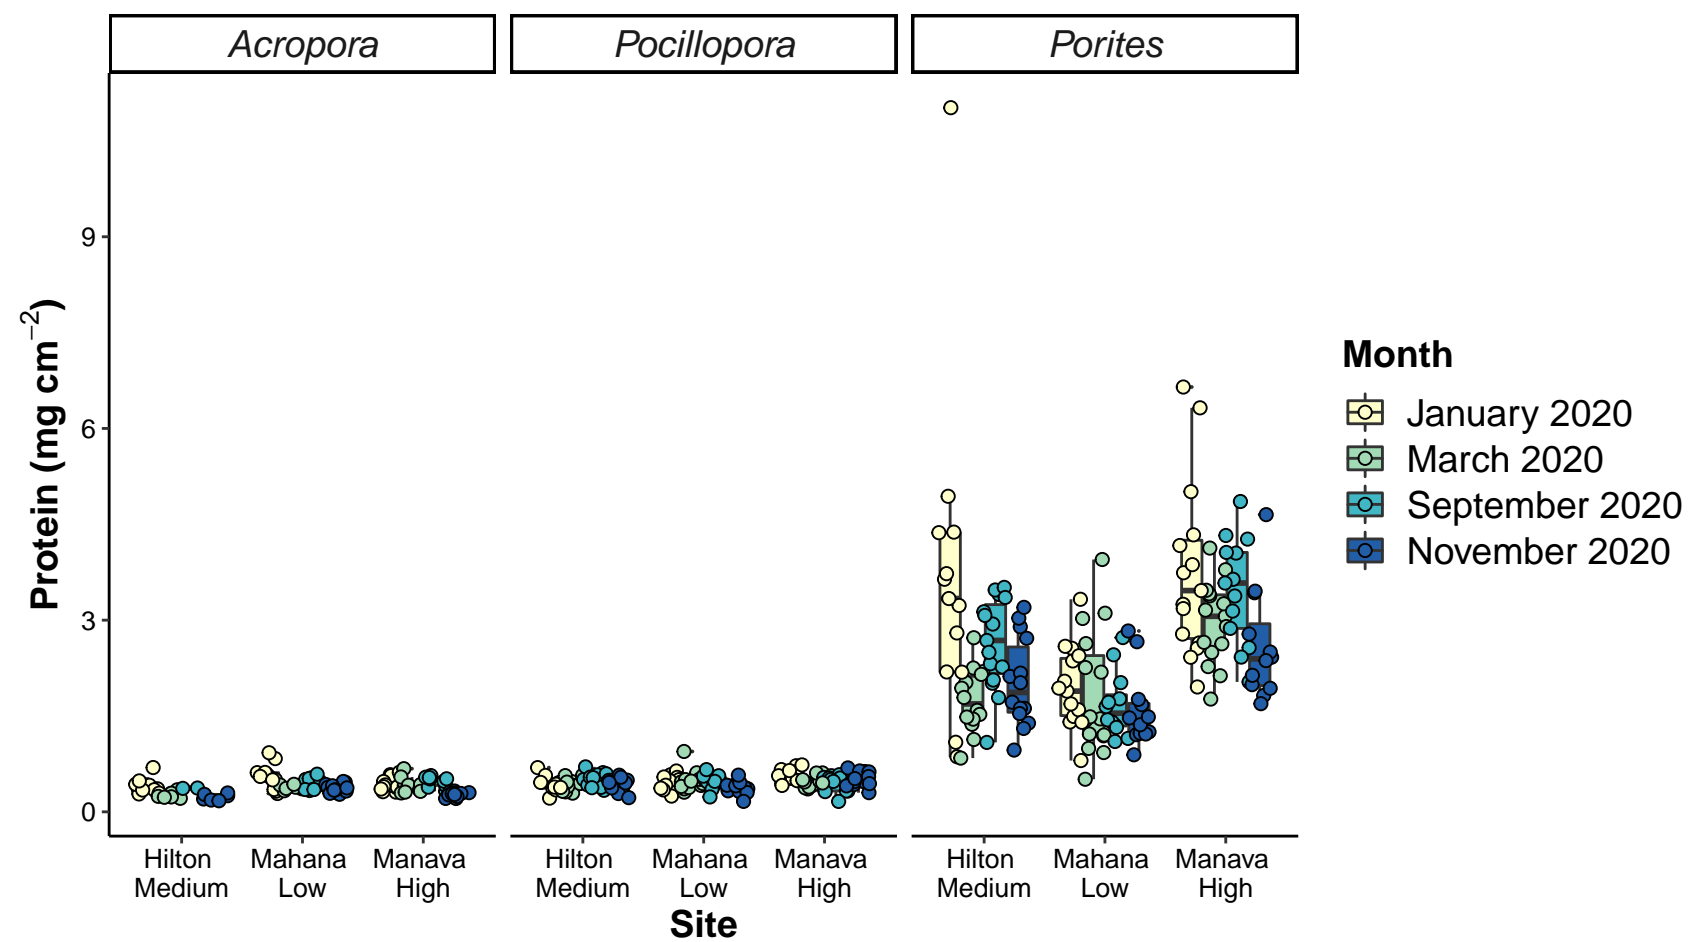 Acropora
Pocillopora
Porites
Protein (mg cm−2)
9
6
3
0
Hilton
Medium
Mahana
Low
Manava
High
Hilton
Medium
Mahana
Low
Manava
High
Hilton
Medium
Mahana
Low
Manava
High
Site
Month
January 2020
March 2020
September 2020
November 2020